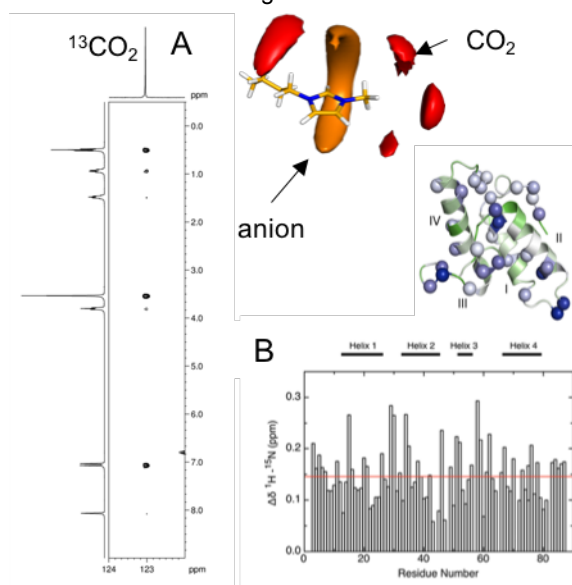 ¹³CO₂
A
CO₂
anion
ppm
0.0
1.0
2.0
3.0
4.0
5.0
6.0
7.0
8.0
124 123 ppm
IV
II
III
I
B
Helix 1 Helix 2 Helix 3 Helix 4
Δδ ¹H -¹⁵N (ppm)
0.3
0.2
0.1
0.0
0 20 40 60 80
Residue Number